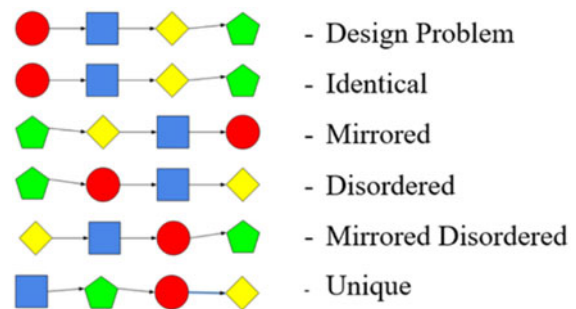 - Design Problem
- Identical
- Mirrored
- Disordered
- Mirrored Disordered
- Unique